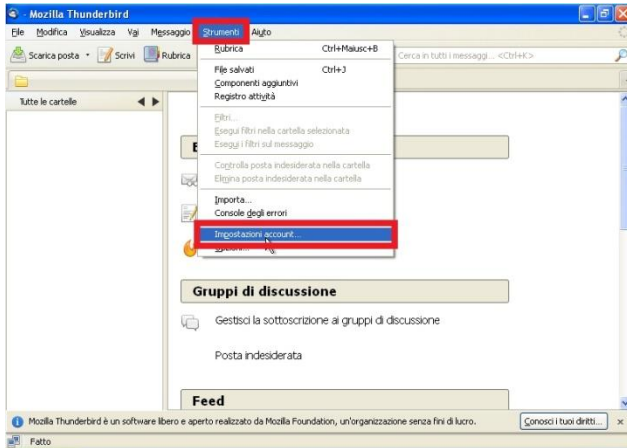 - Mozilla Thunderbird
File Modifica Visualizza Vai Messaggio Strumenti Aiuto
Scarica posta Scrivi Rubrica
Cerca in tutti i messaggi... <Ctrl+K>
Rubrica Ctrl+Maiusc+B
File salvati Ctrl+J
Componenti aggiuntivi
Registro attività
Filtri...
Esegui filtri nella cartella selezionata
Esegui i filtri sul messaggio
Controlla posta indesiderata nella cartella
Elimina posta indesiderata nella cartella
Importa...
Console degli errori
Impostazioni account...
Opzioni...
Tutte le cartelle
E
Gruppi di discussione
Gestisci la sottoscrizione ai gruppi di discussione
Posta indesiderata
Feed
Mozilla Thunderbird è un software libero e aperto realizzato da Mozilla Foundation, un'organizzazione senza fini di lucro.
Conosci i tuoi diritti...
Fatto